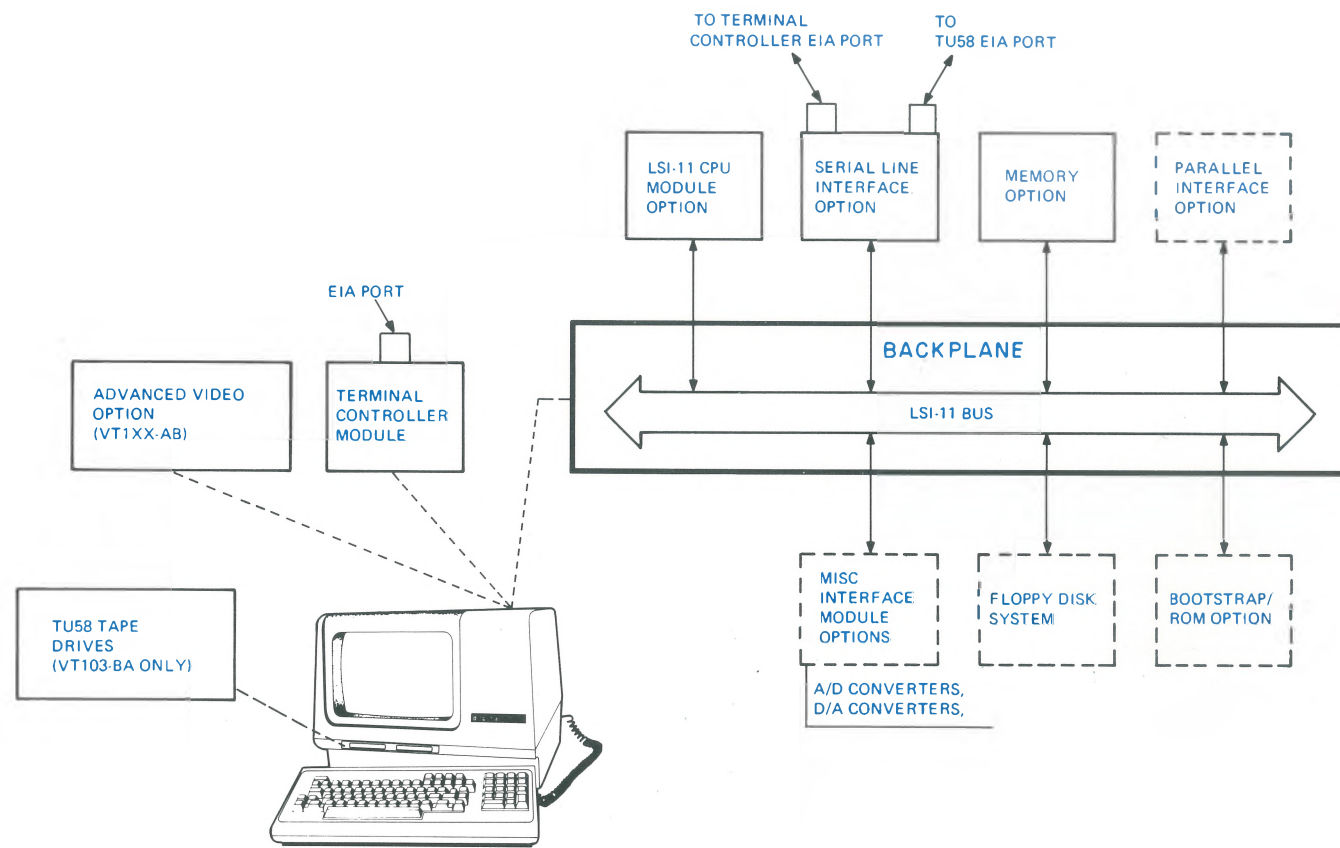 TO TERMINAL
CONTROLLER EIA PORT
TO
TU58 EIA PORT
LSI-11 CPU
MODULE
OPTION
SERIAL LINE
INTERFACE
OPTION
MEMORY
OPTION
PARALLEL
INTERFACE
OPTION
EIA PORT
BACKPLANE
ADVANCED VIDEO
OPTION
(VT1XX-AB)
TERMINAL
CONTROLLER
MODULE
LSI-11 BUS
MISC
INTERFACE
MODULE
OPTIONS
FLOPPY DISK
SYSTEM
BOOTSTRAP/
ROM OPTION
TU58 TAPE
DRIVES
(VT103-BA ONLY)
A/D CONVERTERS,
D/A CONVERTERS,